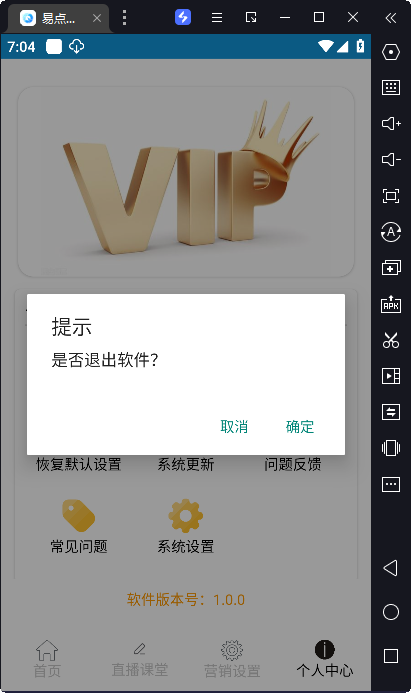 易点...
7:04
VIP
提示
是否退出软件?
取消 确定
恢复默认设置 系统更新 问题反馈
常见问题 系统设置
软件版本号：1.0.0
首页 直播课堂 营销设置 个人中心
A
APK